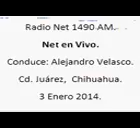 Radio Net 1490 AM.
Net en Vivo.
Conduce: Alejandro Velasco.
Cd. Juárez, Chihuahua.
3 Enero 2014.